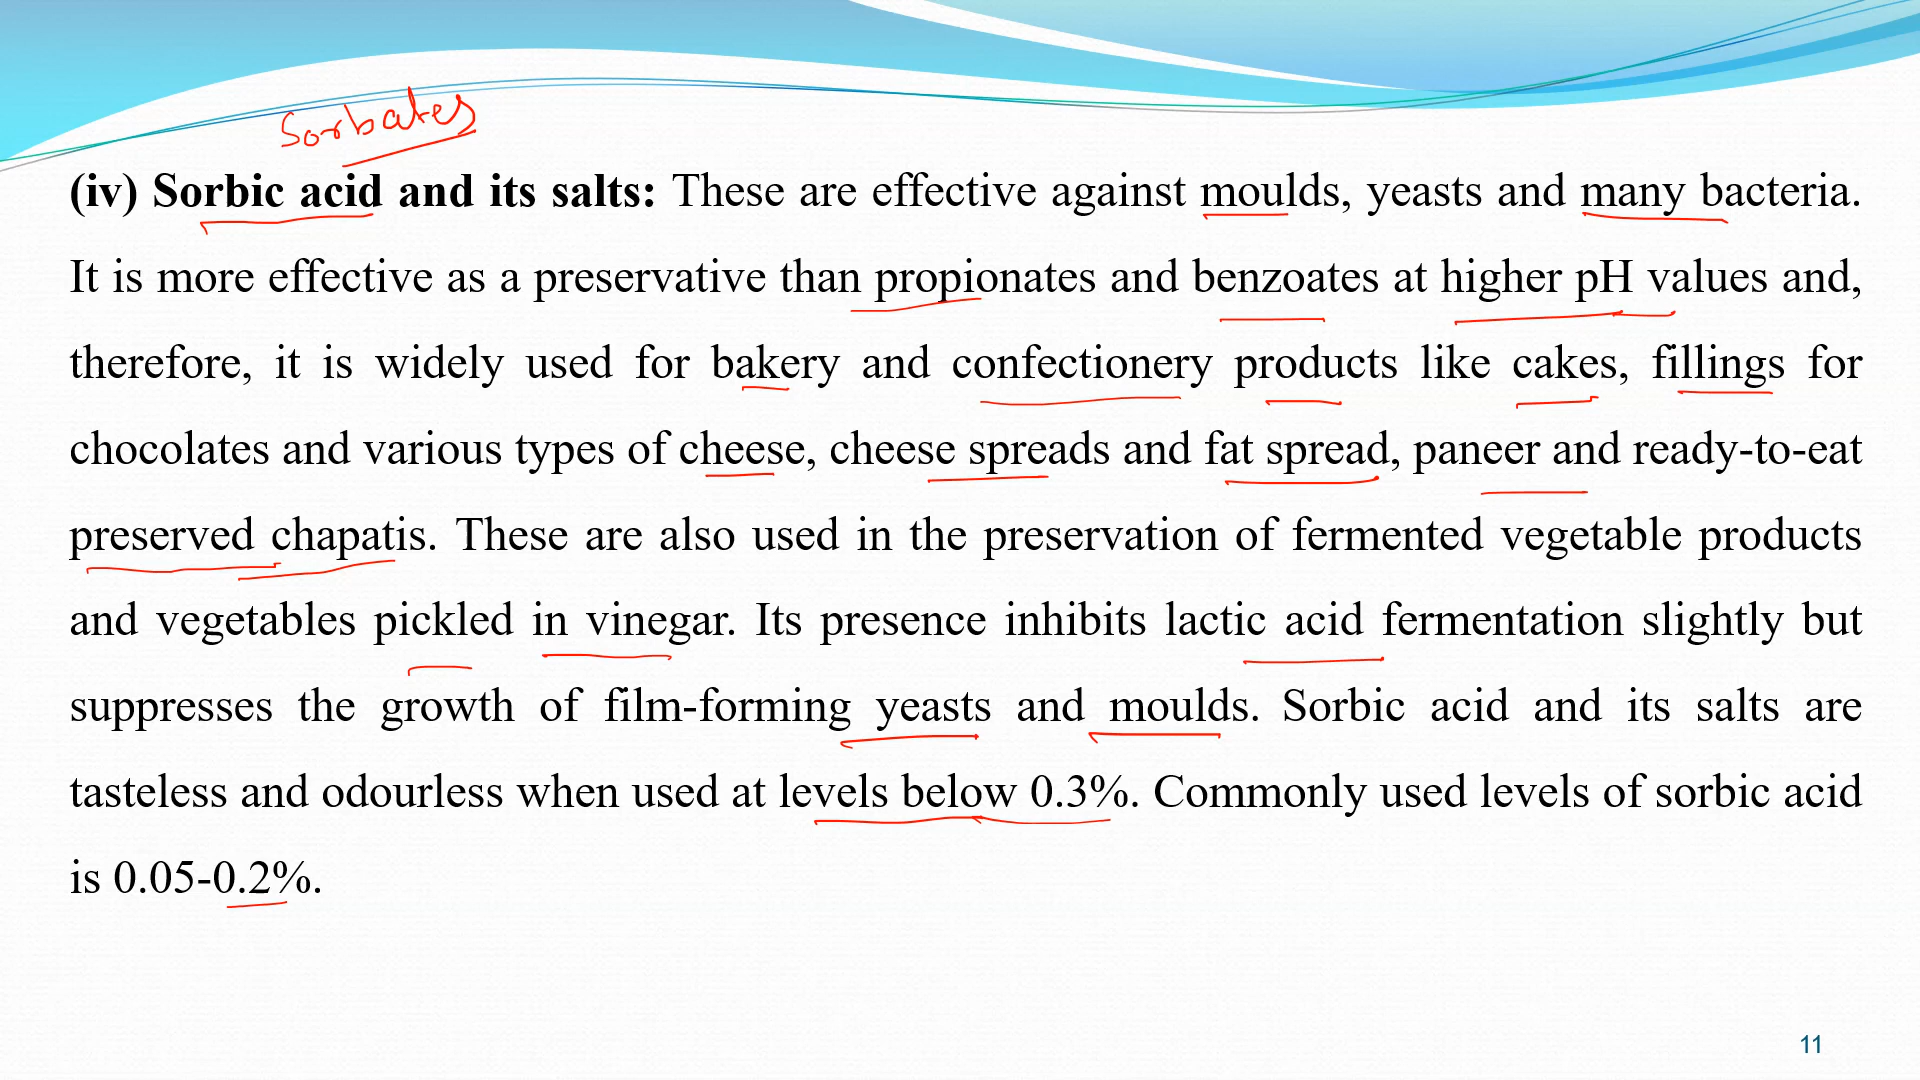 Sorbates
(iv) Sorbic acid and its salts: These are effective against moulds, yeasts and many bacteria.
It is more effective as a preservative than propionates and benzoates at higher pH values and,
therefore, it is widely used for bakery and confectionery products like cakes, fillings for
chocolates and various types of cheese, cheese spreads and fat spread, paneer and ready-to-eat
preserved chapatis. These are also used in the preservation of fermented vegetable products
and vegetables pickled in vinegar. Its presence inhibits lactic acid fermentation slightly but
suppresses the growth of film-forming yeasts and moulds. Sorbic acid and its salts are
tasteless and odourless when used at levels below 0.3%. Commonly used levels of sorbic acid
is 0.05-0.2%.
11